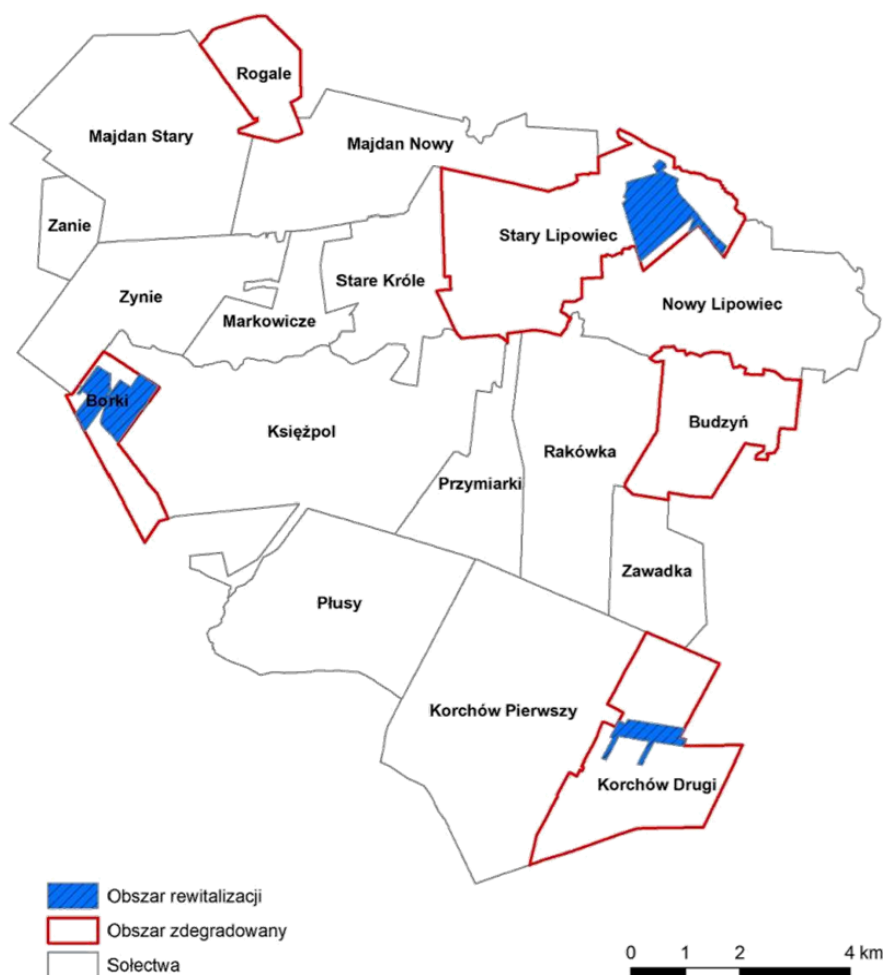 Rogale
Majdan Stary
Majdan Nowy
Zanie
Stary Lipowiec
Stare Króle
Zynie
Nowy Lipowiec
Markowicze
Borki
Księżpol
Budzyń
Rakówka
Przymiarki
Zawadka
Płusy
Korchów Pierwszy
Korchów Drugi
Obszar rewitalizacji
Obszar zdegradowany
Sołectwa
0 1 2 4 km